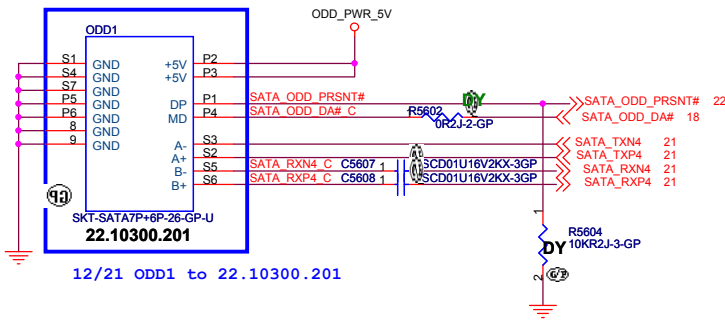 ODD_PWR_5V
ODD1
S1 GND +5V P2
S4 GND +5V P3
S7 GND
P5 GND DP P1 SATA_ODD_PRSNT# SATA_ODD_PRSNT# 22
P6 GND MD P4 SATA_ODD_DA#_C R5602 DY SATA_ODD_DA# 18
8 GND 0R2J-2-GP
9 GND A- S3 SATA_TXN4 21
A+ S2 SATA_TXP4 21
B- S5 SATA_RXN4_C C5607 1 SCD01U16V2KX-3GP SATA_RXN4 21
B+ S6 SATA_RXP4_C C5608 1 SCD01U16V2KX-3GP SATA_RXP4 21
GP
SKT-SATA7P+6P-26-GP-U
22.10300.201
1
R5604
DY 10KR2J-3-GP
2
12/21 ODD1 to 22.10300.201